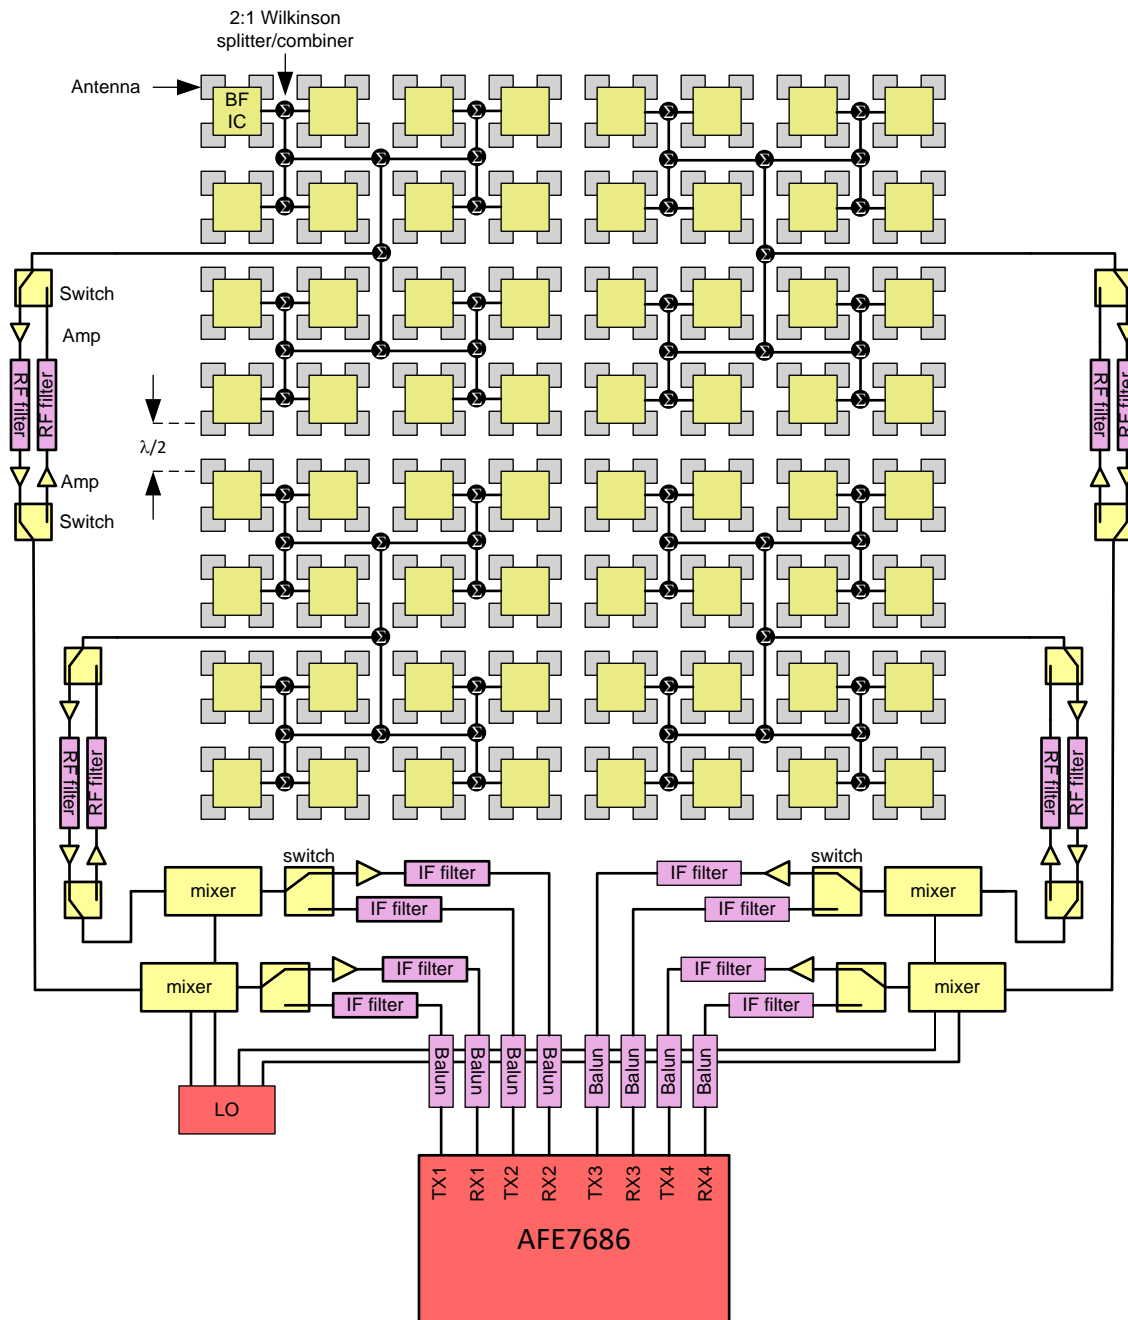 2:1 Wilkinson
splitter/combiner
Antenna
BF
IC
Σ Σ Σ Σ
Σ Σ Σ Σ Σ Σ
Σ Σ Σ Σ
Σ Σ
Switch
Switch
Σ Σ Σ Σ
Amp
Σ Σ Σ Σ Σ Σ
RF filter
RF filter
RF filter
RF filter
Σ Σ Σ Σ
λ/2
Amp
Σ Σ Σ Σ
Switch
Σ Σ Σ Σ Σ Σ
Σ Σ Σ Σ
Σ Σ
Σ Σ Σ Σ
Σ Σ Σ Σ Σ Σ
RF filter
RF filter
RF filter
RF filter
Σ Σ Σ Σ
switch
switch
mixer
IF filter
IF filter
mixer
IF filter
IF filter
mixer
IF filter
IF filter
mixer
IF filter
IF filter
Balun
Balun
Balun
Balun
Balun
Balun
Balun
Balun
LO
TX1
RX1
TX2
RX2
TX3
RX3
TX4
RX4
AFE7686